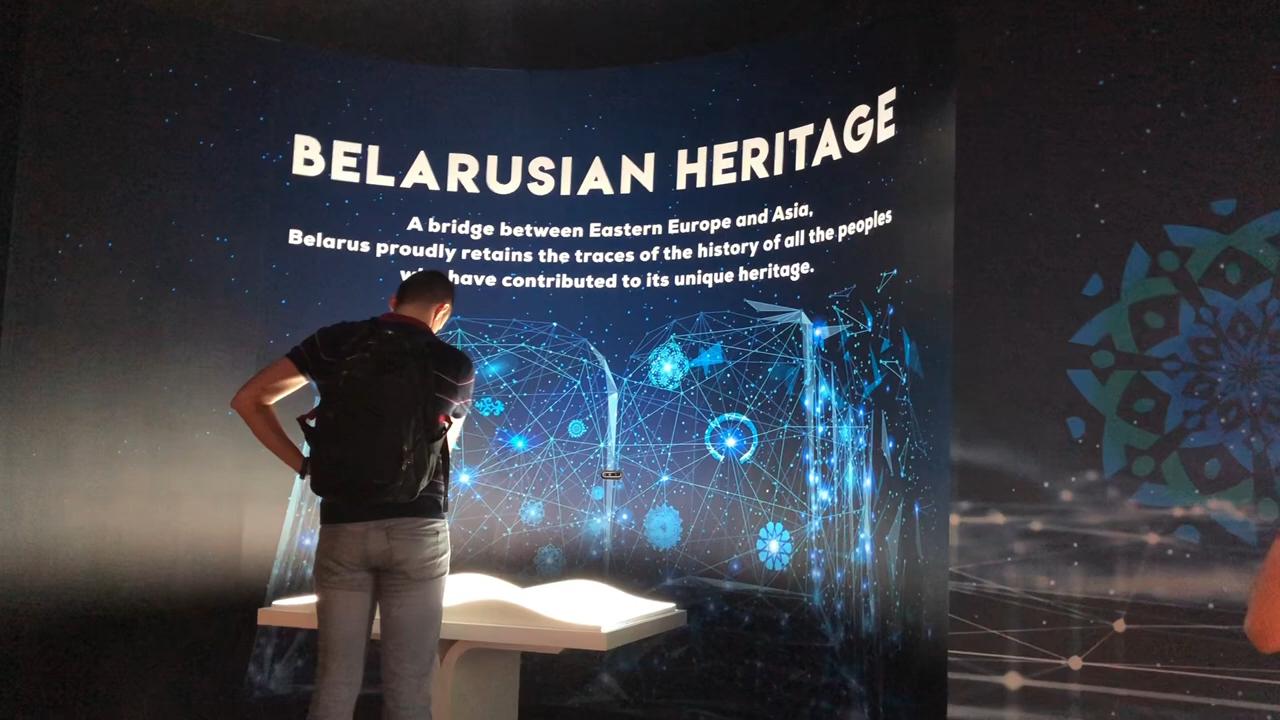 BELARUSIAN HERITAGE
A bridge between Eastern Europe and Asia,
Belarus proudly retains the traces of the history of all the peoples
have contributed to its unique heritage.